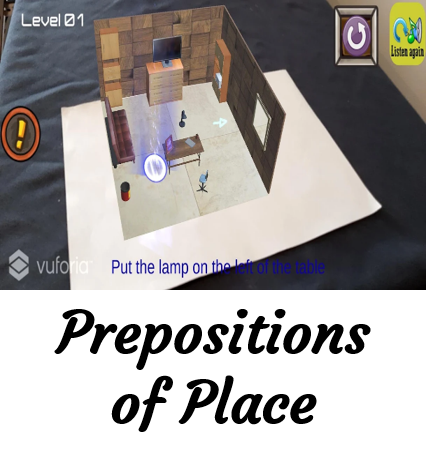 Level 01
Listen again
vuforia
Put the lamp on the left of the table
Prepositions
of Place